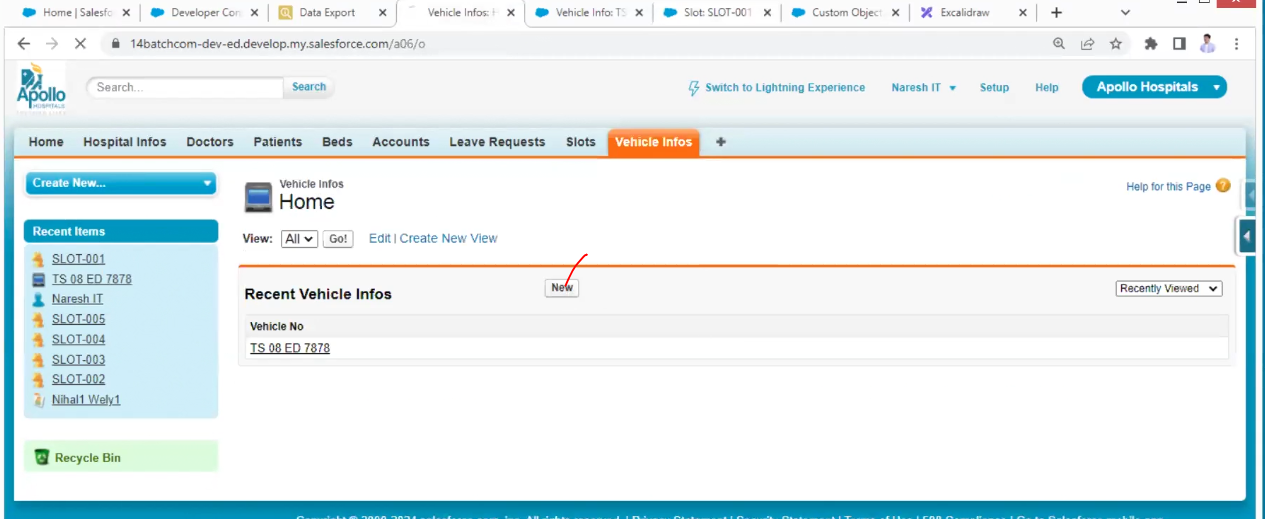 Home | Salesfo
Developer Con
Data Export
Vehicle Infos: H
Vehicle Info: TS
Slot: SLOT-001
Custom Object
Excalidraw
14batchcom-dev-ed.develop.my.salesforce.com/a06/o
Apollo
HOSPITALS
Search...
Search
Switch to Lightning Experience
Naresh IT
Setup
Help
Apollo Hospitals
Home
Hospital Infos
Doctors
Patients
Beds
Accounts
Leave Requests
Slots
Vehicle Infos
Create New...
Recent Items
SLOT-001
TS 08 ED 7878
Naresh IT
SLOT-005
SLOT-004
SLOT-003
SLOT-002
Nihal1 Wely1
Recycle Bin
Vehicle Infos
Home
Help for this Page
View: All Go! Edit | Create New View
Recent Vehicle Infos
New
Recently Viewed
Vehicle No
TS 08 ED 7878